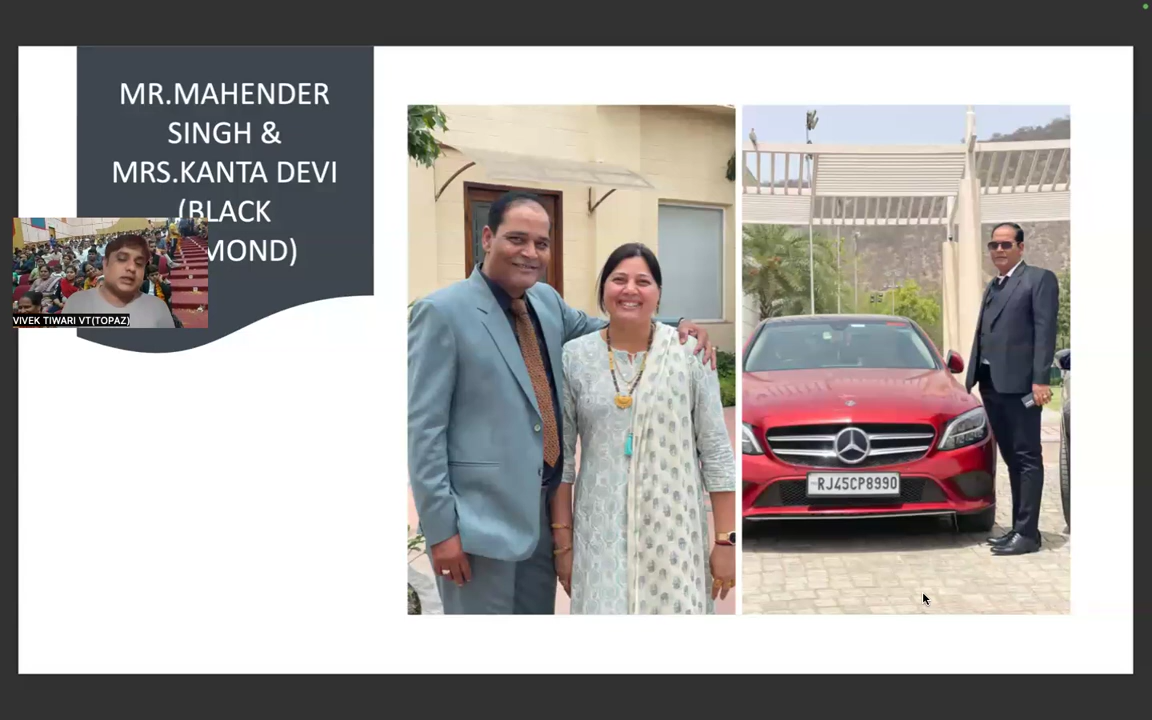 MR.MAHENDER
SINGH &
MRS.KANTA DEVI
(BLACK
MOND)
VIVEK TIWARI VT(TOPAZ)
RJ45CP8990